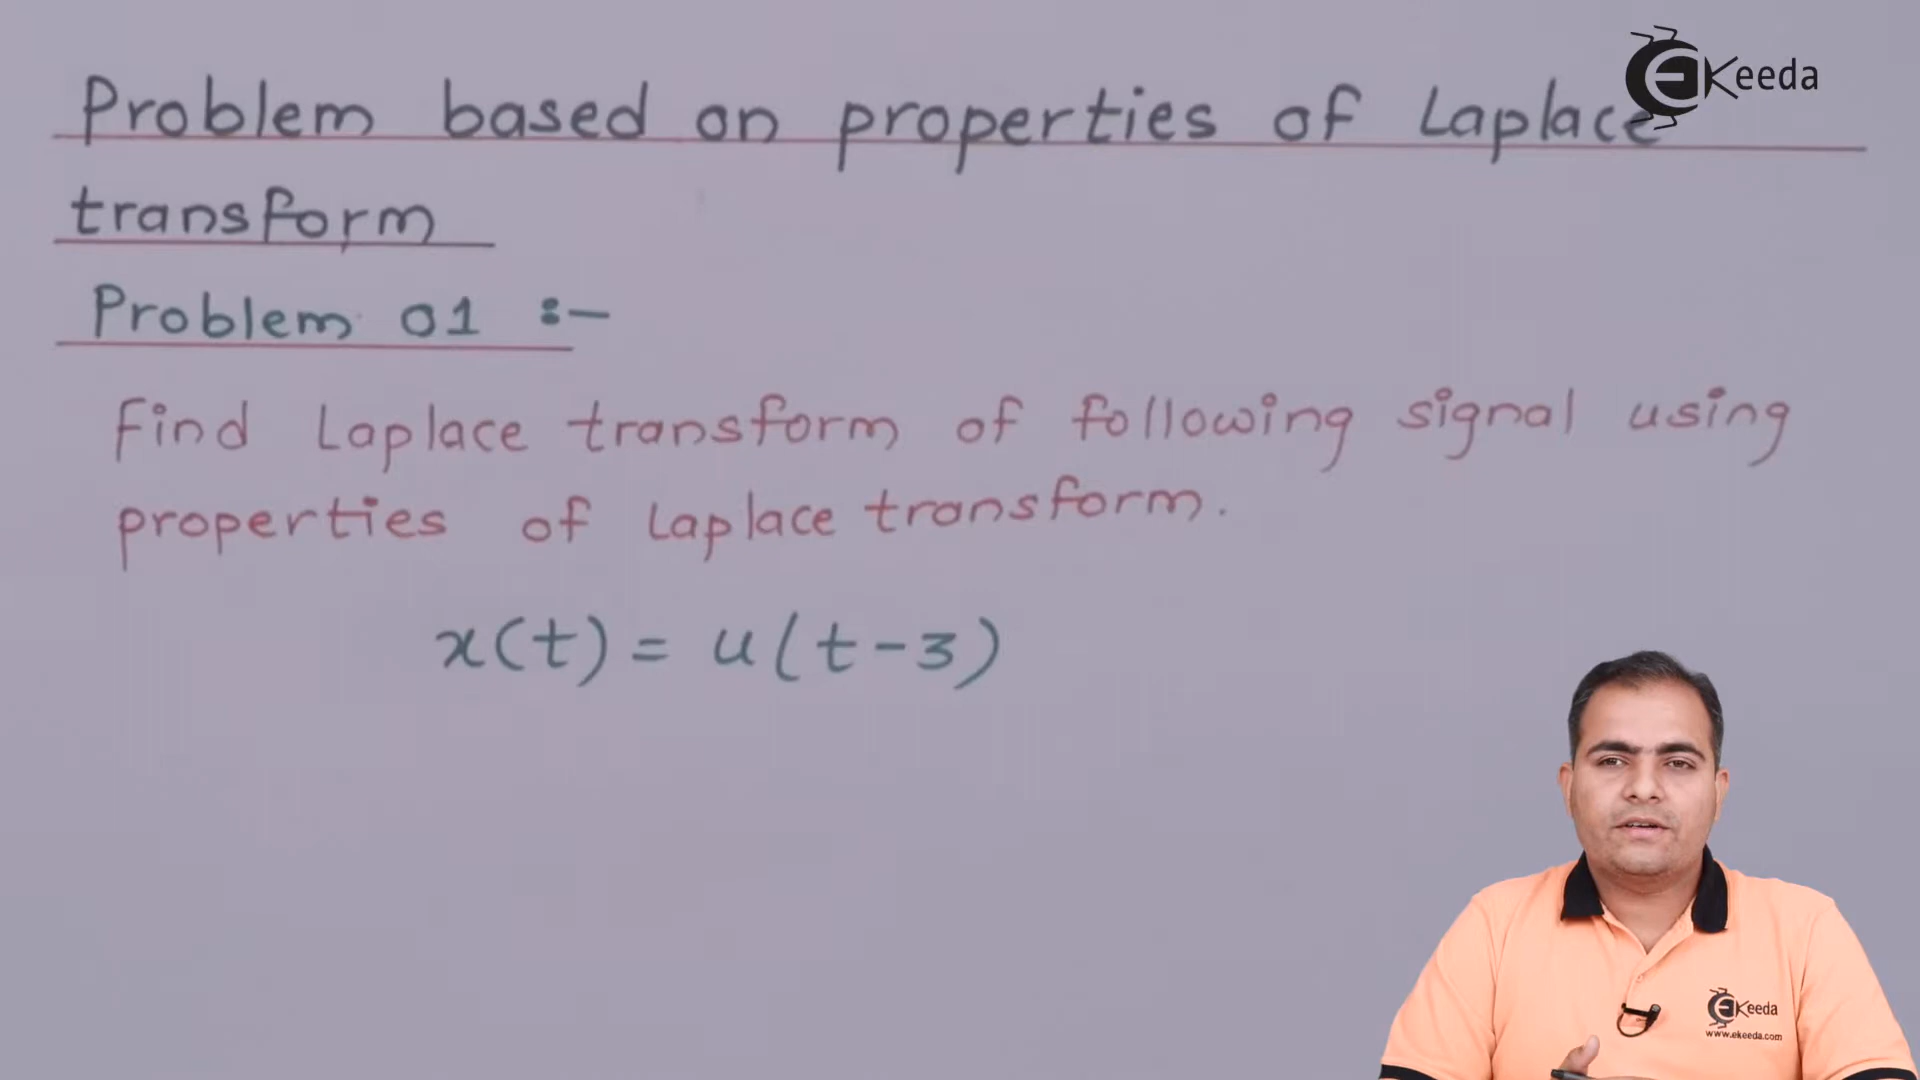 Keeda
Problem based on properties of Laplace
transform
Problem 01 :-
Find Laplace transform of following signal using
properties of Laplace transform.
x(t) = u(t-3)
Keeda
www.ekeeda.com